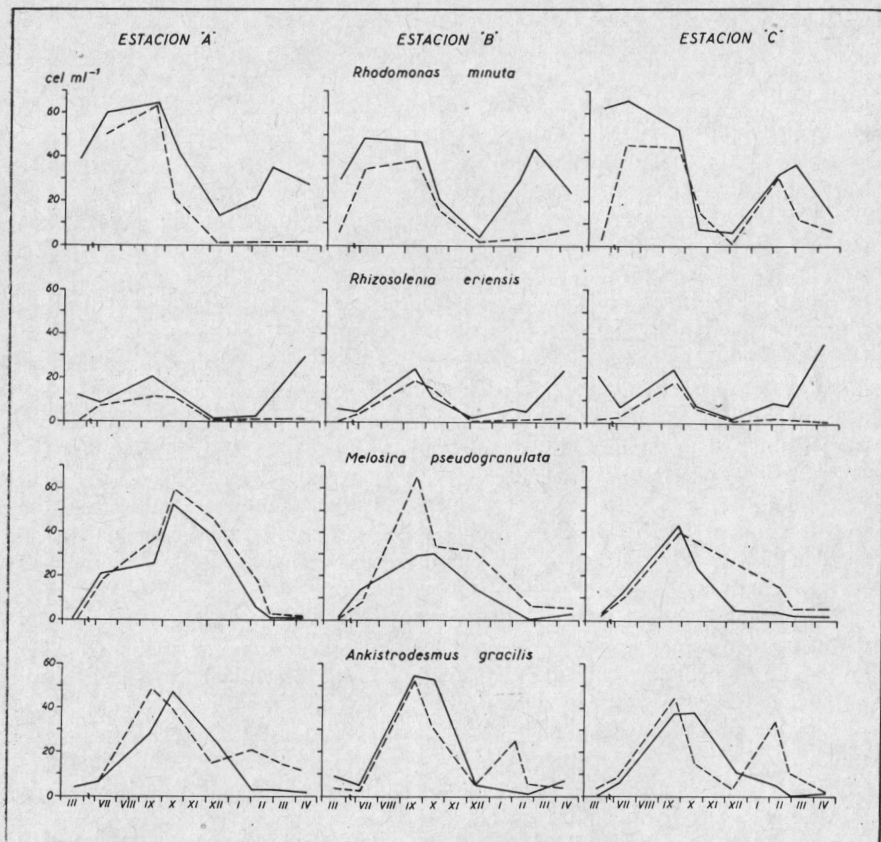 ESTACION "A" ESTACION "B" ESTACION "C"
cel ml⁻¹
Rhodomonas minuta
60
40
20
0
Rhizosolenia eriensis
60
40
20
0
Melosira pseudogranulata
60
40
20
0
Ankistrodesmus gracilis
60
40
20
0
III VII VIII IX X XI XII I II III IV III VII VIII IX X XI XII I II III IV III VII VIII IX X XI XII I II III IV